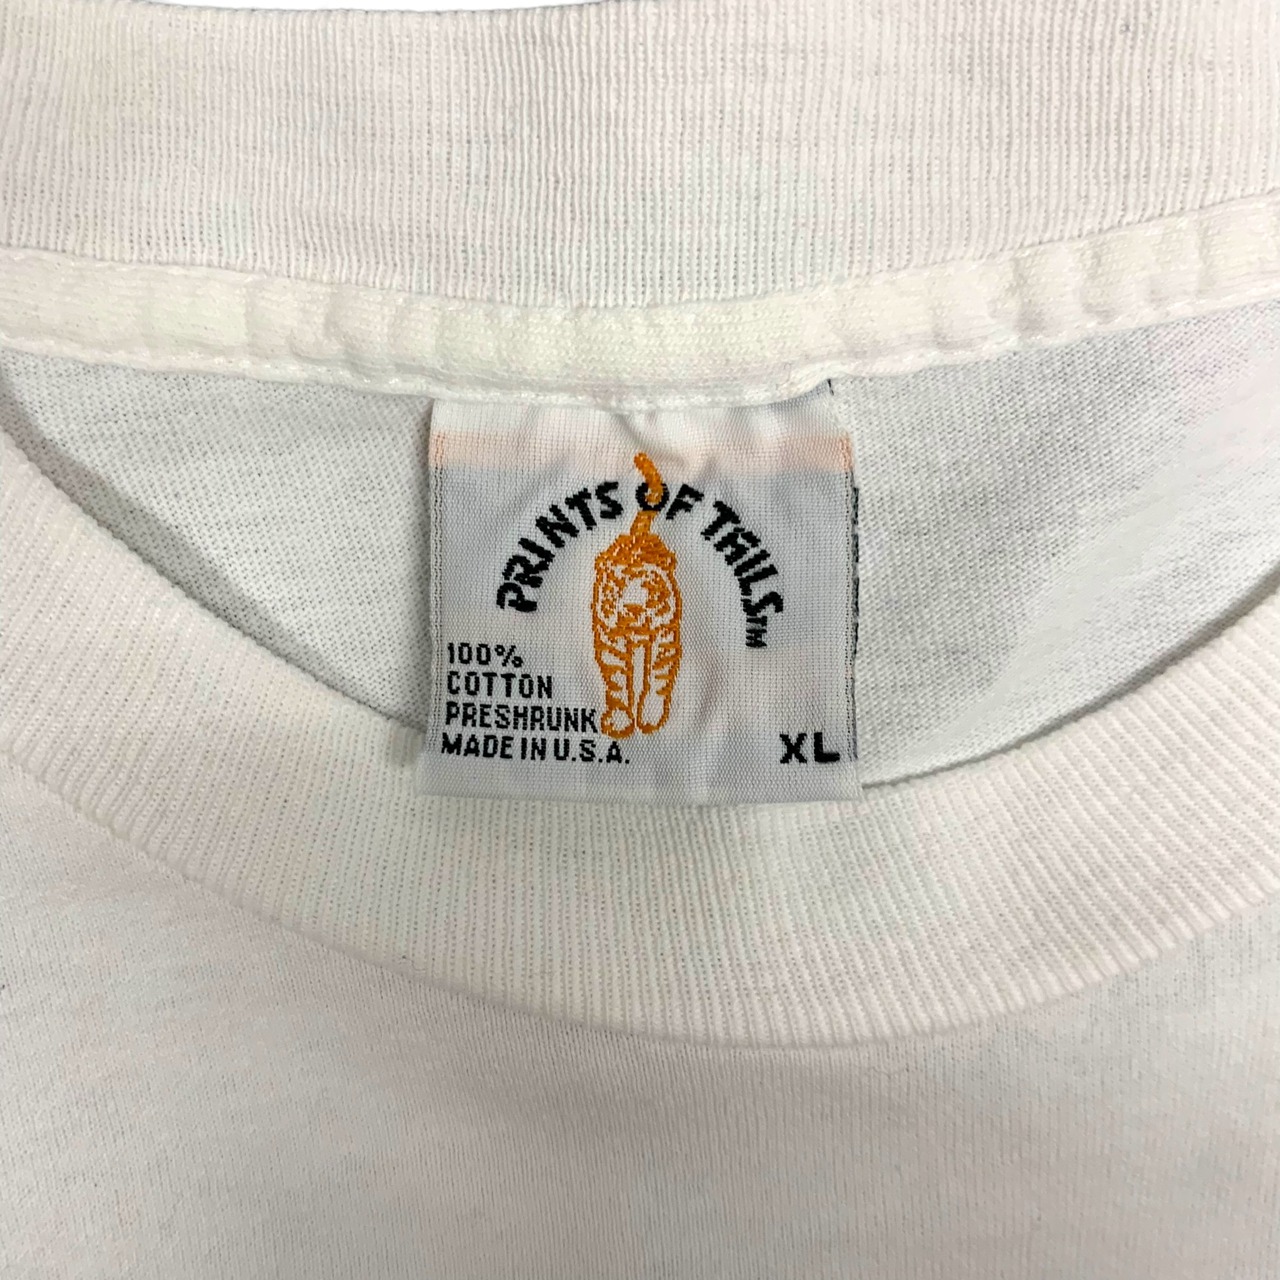 PRINTS OF TAILS™
100%
COTTON
PRESHRUNK
MADE IN U.S.A.
XL